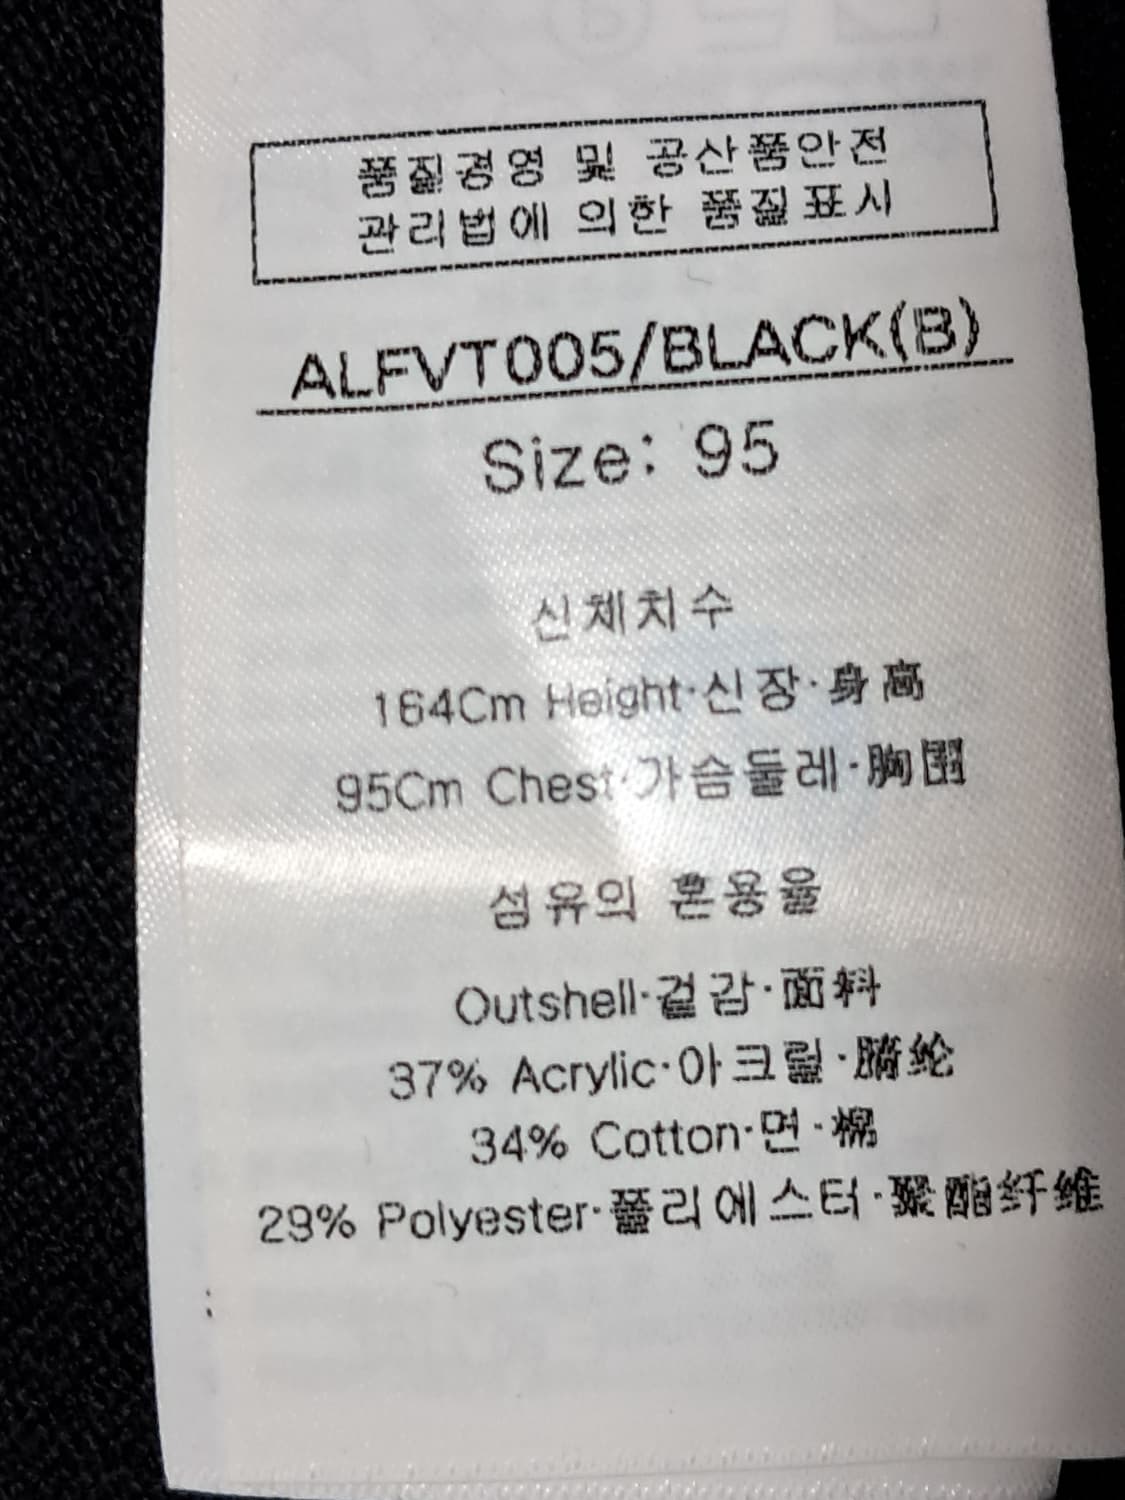 품질경영 및 공산품안전
관리법에 의한 품질표시
ALFVT005/BLACK(B)
Size: 95
신체치수
164Cm Height·신장·身高
95Cm Chest·가슴둘레·胸围
섬유의 혼용율
Outshell·겉감·面料
37% Acrylic·아크릴·腈纶
34% Cotton·면·棉
29% Polyester·폴리에스터·聚酯纤维